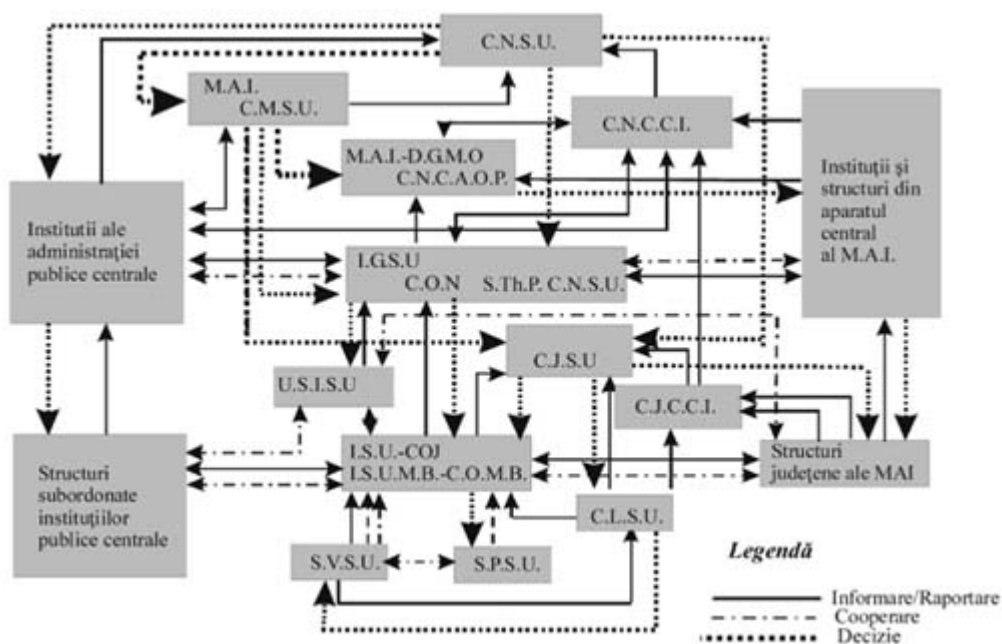 C.N.S.U.
M.A.I.
C.M.S.U.
C.N.C.C.I.
M.A.I.-D.G.M.O
C.N.C.A.O.P.
Instituţii şi
structuri din
aparatul
central
al M.A.I.
Institutii ale
administraţiei
publice centrale
I.G.S.U
C.O.N
S.Th.P. C.N.S.U.
C.J.S.U
U.S.I.S.U
C.J.C.C.I.
I.S.U.-COJ
I.S.U.M.B.-C.O.M.B.
Structuri
judeţene ale MAI
Structuri
subordonate
instituţiilor
publice centrale
C.L.S.U.
S.V.S.U.
S.P.S.U.
Legendă
Informare/Raportare
Cooperare
Decizie